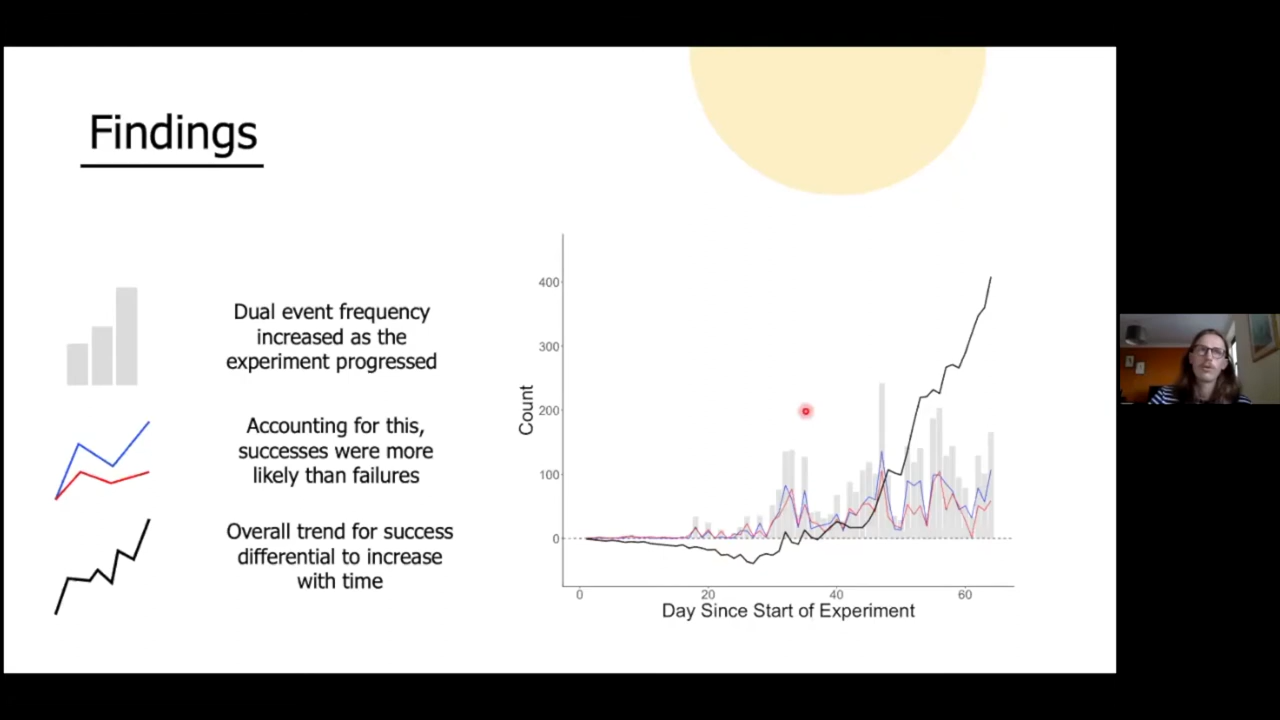 Findings
Dual event frequency
increased as the
experiment progressed
Accounting for this,
successes were more
likely than failures
Overall trend for success
differential to increase
with time
Count
400
300
200
100
0
0
20
40
60
Day Since Start of Experiment